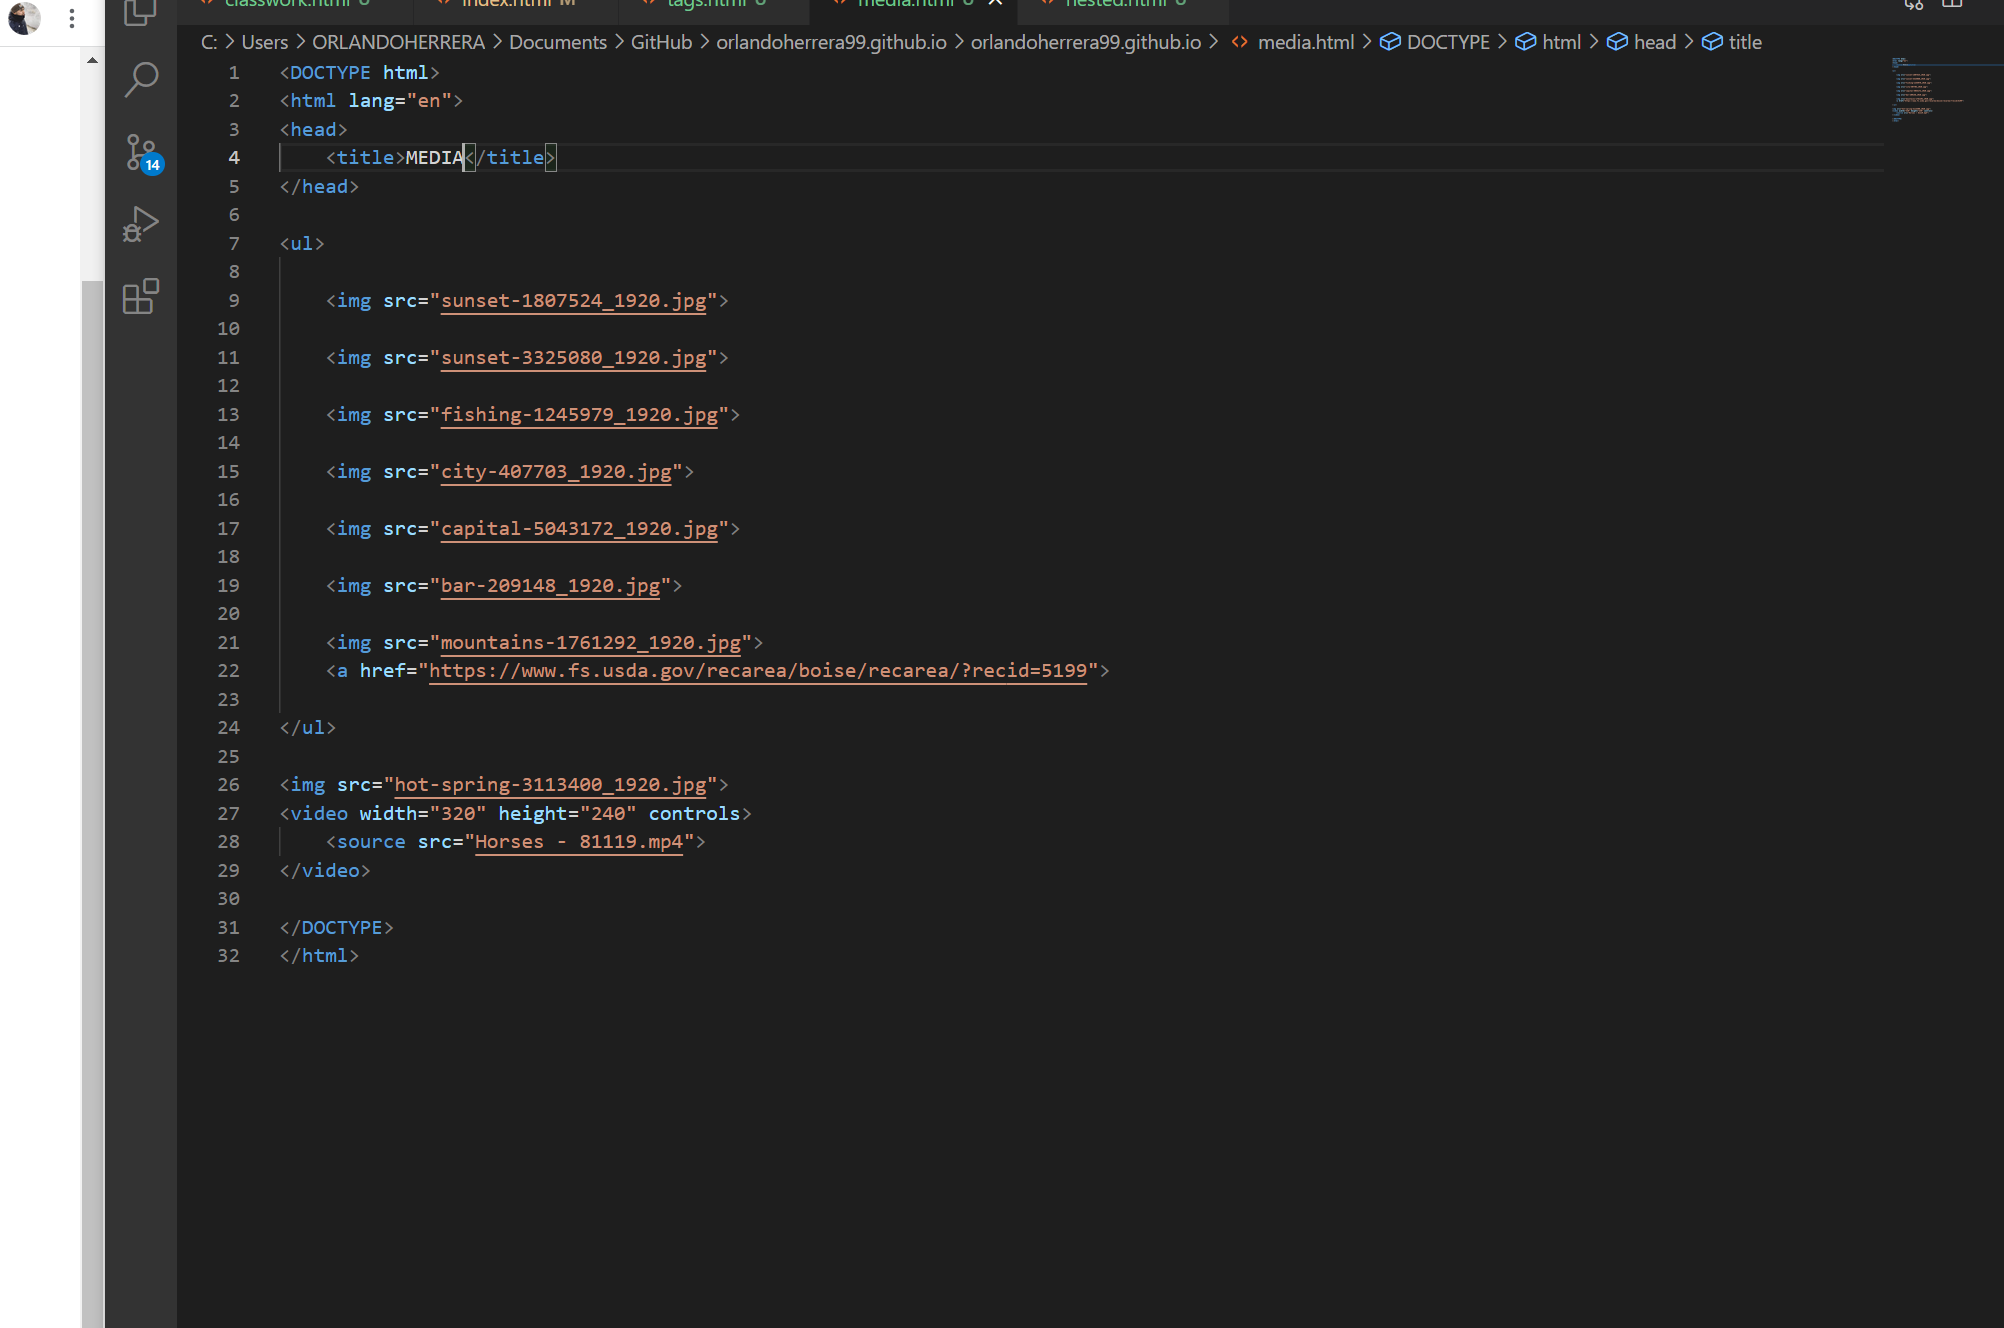 classwork.html U index.html M tags.html U media.html U nested.html U
C: > Users > ORLANDOHERRERA > Documents > GitHub > orlandoherrera99.github.io > orlandoherrera99.github.io > <> media.html > DOCTYPE > html > head > title
1 <DOCTYPE html>
2 <html lang="en">
3 <head>
14
4 <title>MEDIA</title>
5 </head>
6
7 <ul>
8
9 <img src="sunset-1807524_1920.jpg">
10
11 <img src="sunset-3325080_1920.jpg">
12
13 <img src="fishing-1245979_1920.jpg">
14
15 <img src="city-407703_1920.jpg">
16
17 <img src="capital-5043172_1920.jpg">
18
19 <img src="bar-209148_1920.jpg">
20
21 <img src="mountains-1761292_1920.jpg">
22 <a href="https://www.fs.usda.gov/recarea/boise/recarea/?recid=5199">
23
24 </ul>
25
26 <img src="hot-spring-3113400_1920.jpg">
27 <video width="320" height="240" controls>
28 <source src="Horses - 81119.mp4">
29 </video>
30
31 </DOCTYPE>
32 </html>